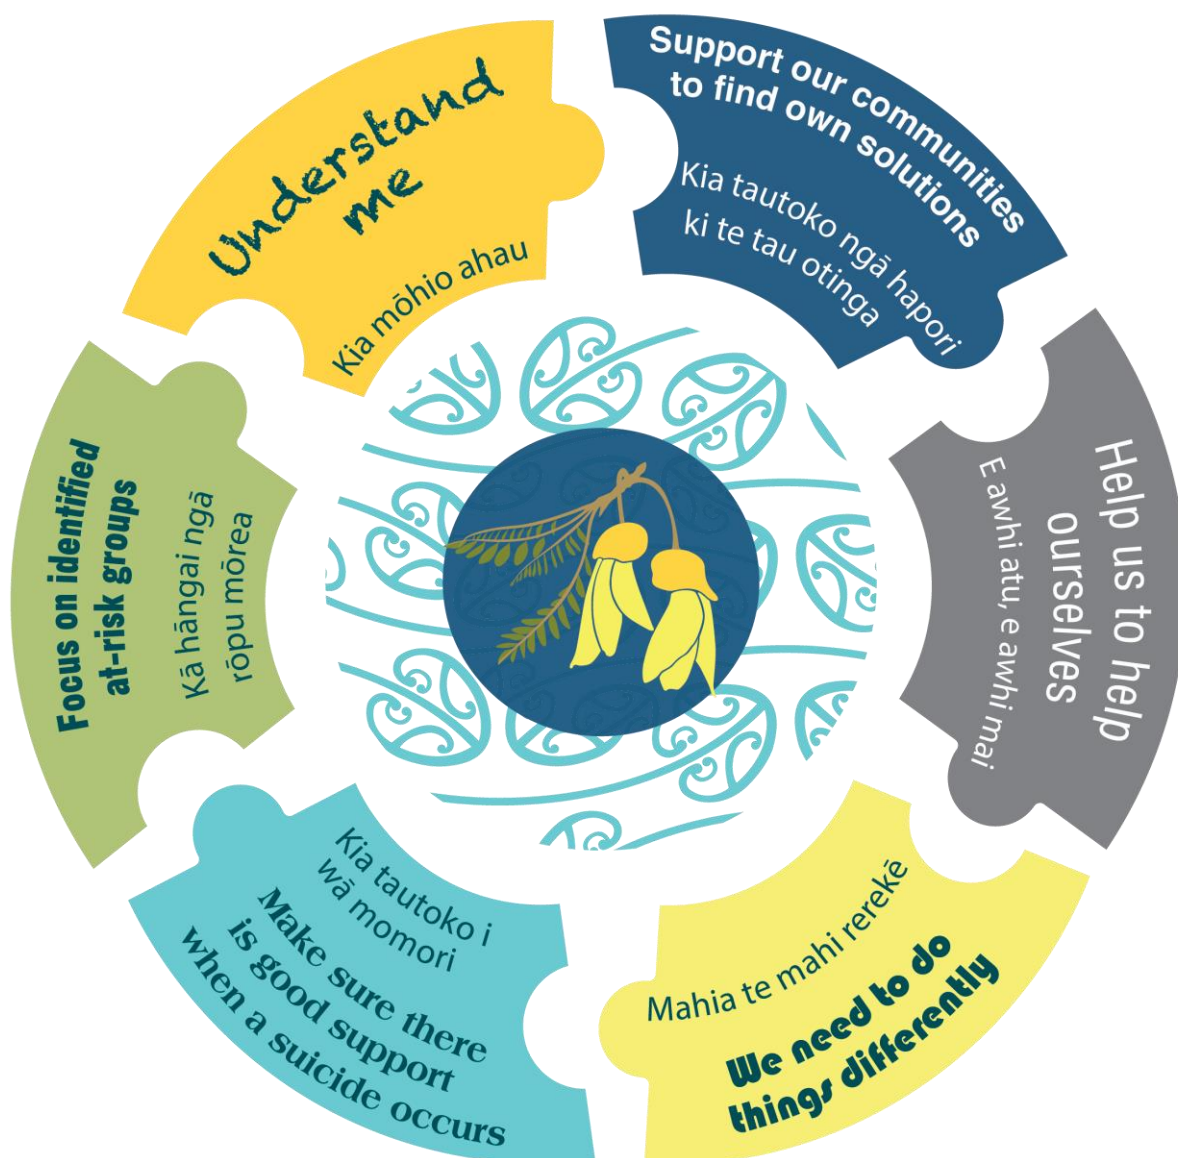 Understand
me
Kia mōhio ahau
Support our communities
to find own solutions
Kia tautoko ngā hapori
ki te tau otinga
Help us to help
ourselves
E awhi atu, e awhi mai
Mahia te mahi rerekē
We need to do
things differently
Kia tautoko i
wā momori
Make sure there
is good support
when a suicide occurs
Focus on identified
at-risk groups
Kā hāngai ngā
rōpu mōrea